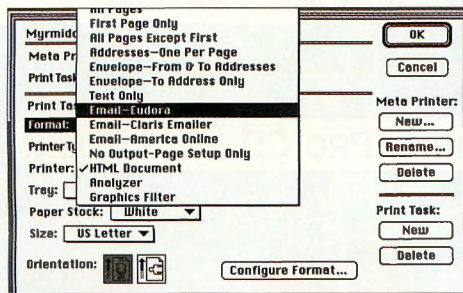 All Pages
First Page Only
All Pages Except First
Addresses—One Per Page
Envelope—From & To Addresses
Envelope—To Address Only
Text Only
Email—Eudora
Email—Claris Emailer
Email—America Online
No Output-Page Setup Only
✓HTML Document
Analyzer
Graphics Filter
Myrmido
Meta Pr
Print Task
Print Tas
Format:
Printer Ty
Printer:
Tray:
Paper Stock: White
Size: US Letter
Orientation:
Configure Format...
OK
Cancel
Meta Printer:
New...
Rename...
Delete
Print Task:
New
Delete